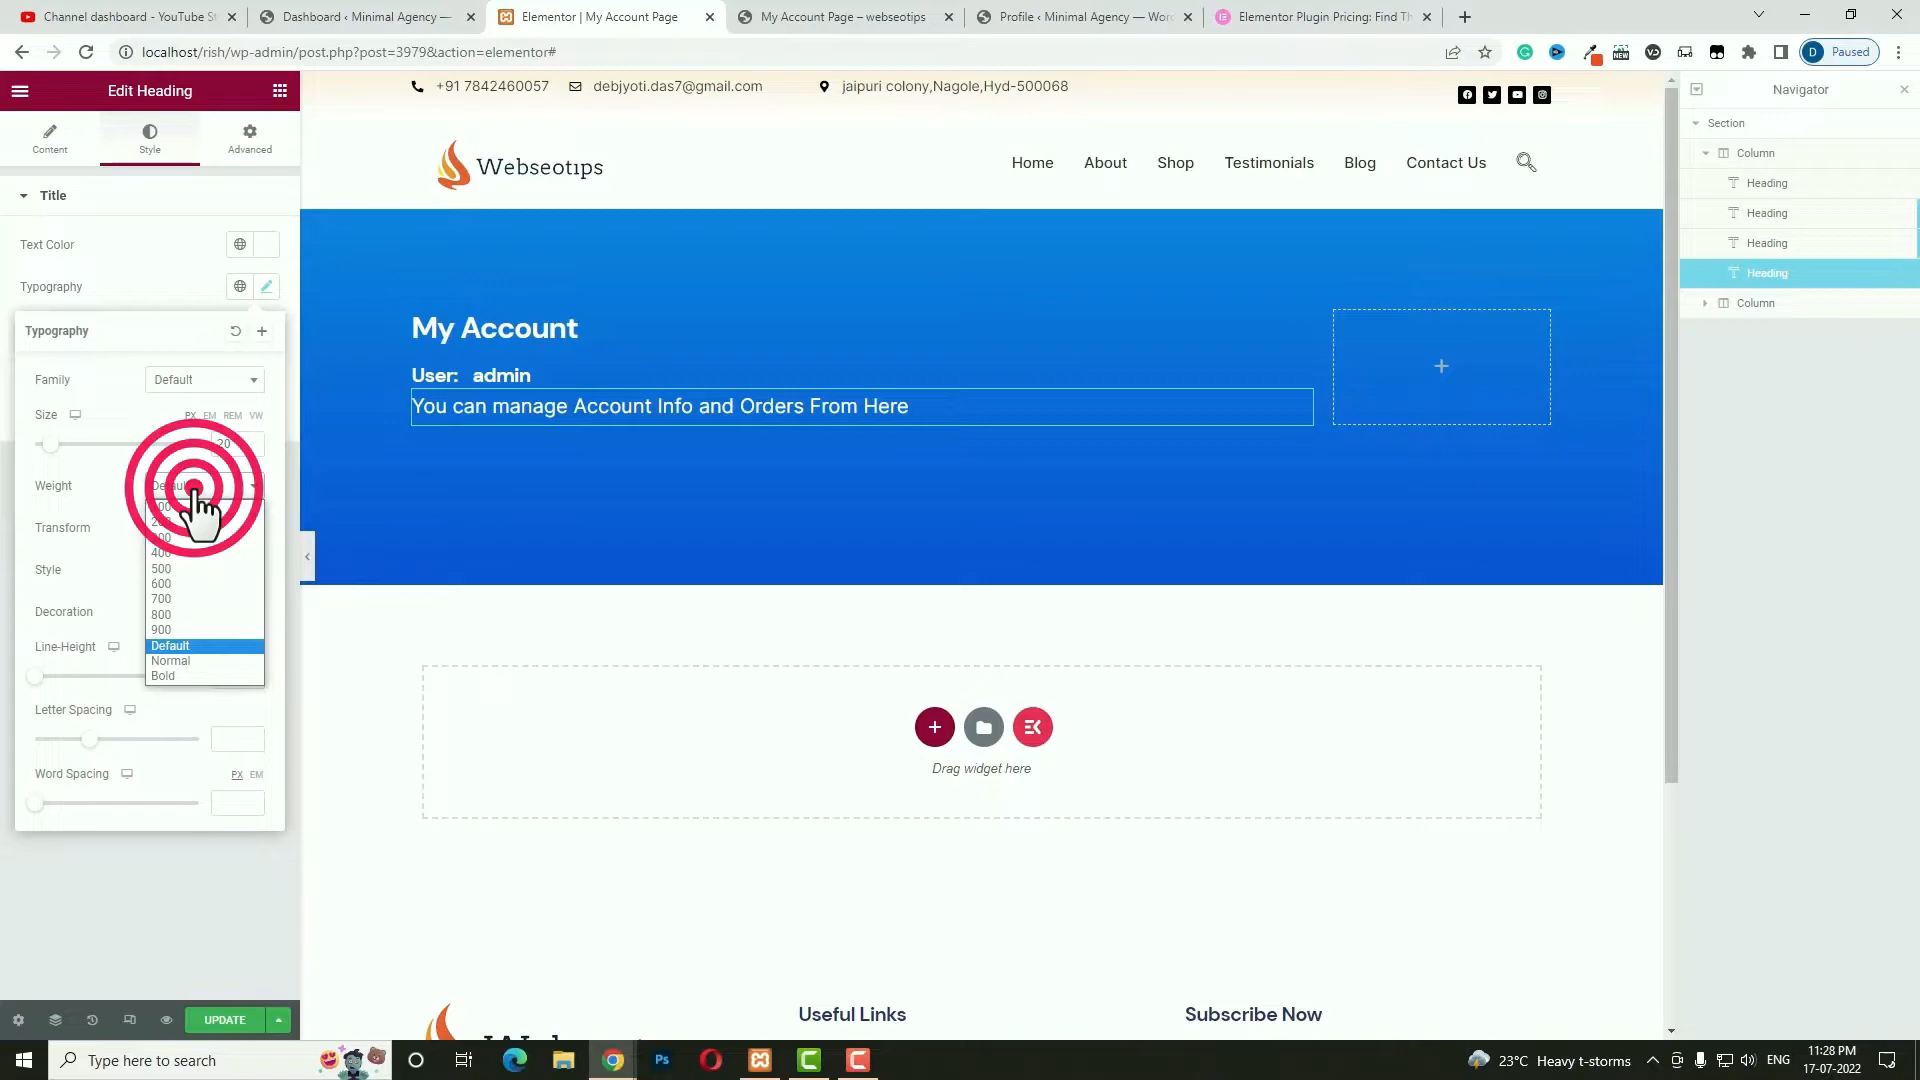 Channel dashboard - YouTube St
Dashboard ‹ Minimal Agency —
Elementor | My Account Page
My Account Page – webseotips
Profile ‹ Minimal Agency — Word
Elementor Plugin Pricing: Find Th
localhost/rish/wp-admin/post.php?post=3979&action=elementor#
D Paused
Edit Heading
Content
Style
Advanced
Title
Text Color
Typography
Typography
Family
Default
Size
PX EM REM VW
20
Weight
400
500
600
700
800
900
Default
Normal
Bold
Transform
Style
Decoration
Line-Height
Letter Spacing
Word Spacing
PX EM
UPDATE
+91 7842460057
debjyoti.das7@gmail.com
jaipuri colony,Nagole,Hyd-500068
Webseotips
Home
About
Shop
Testimonials
Blog
Contact Us
My Account
User: admin
You can manage Account Info and Orders From Here
Drag widget here
Useful Links
Subscribe Now
Navigator
Section
Column
Heading
Heading
Heading
Heading
Column
Type here to search
Ps
23°C Heavy t-storms
ENG
11:28 PM
17-07-2022